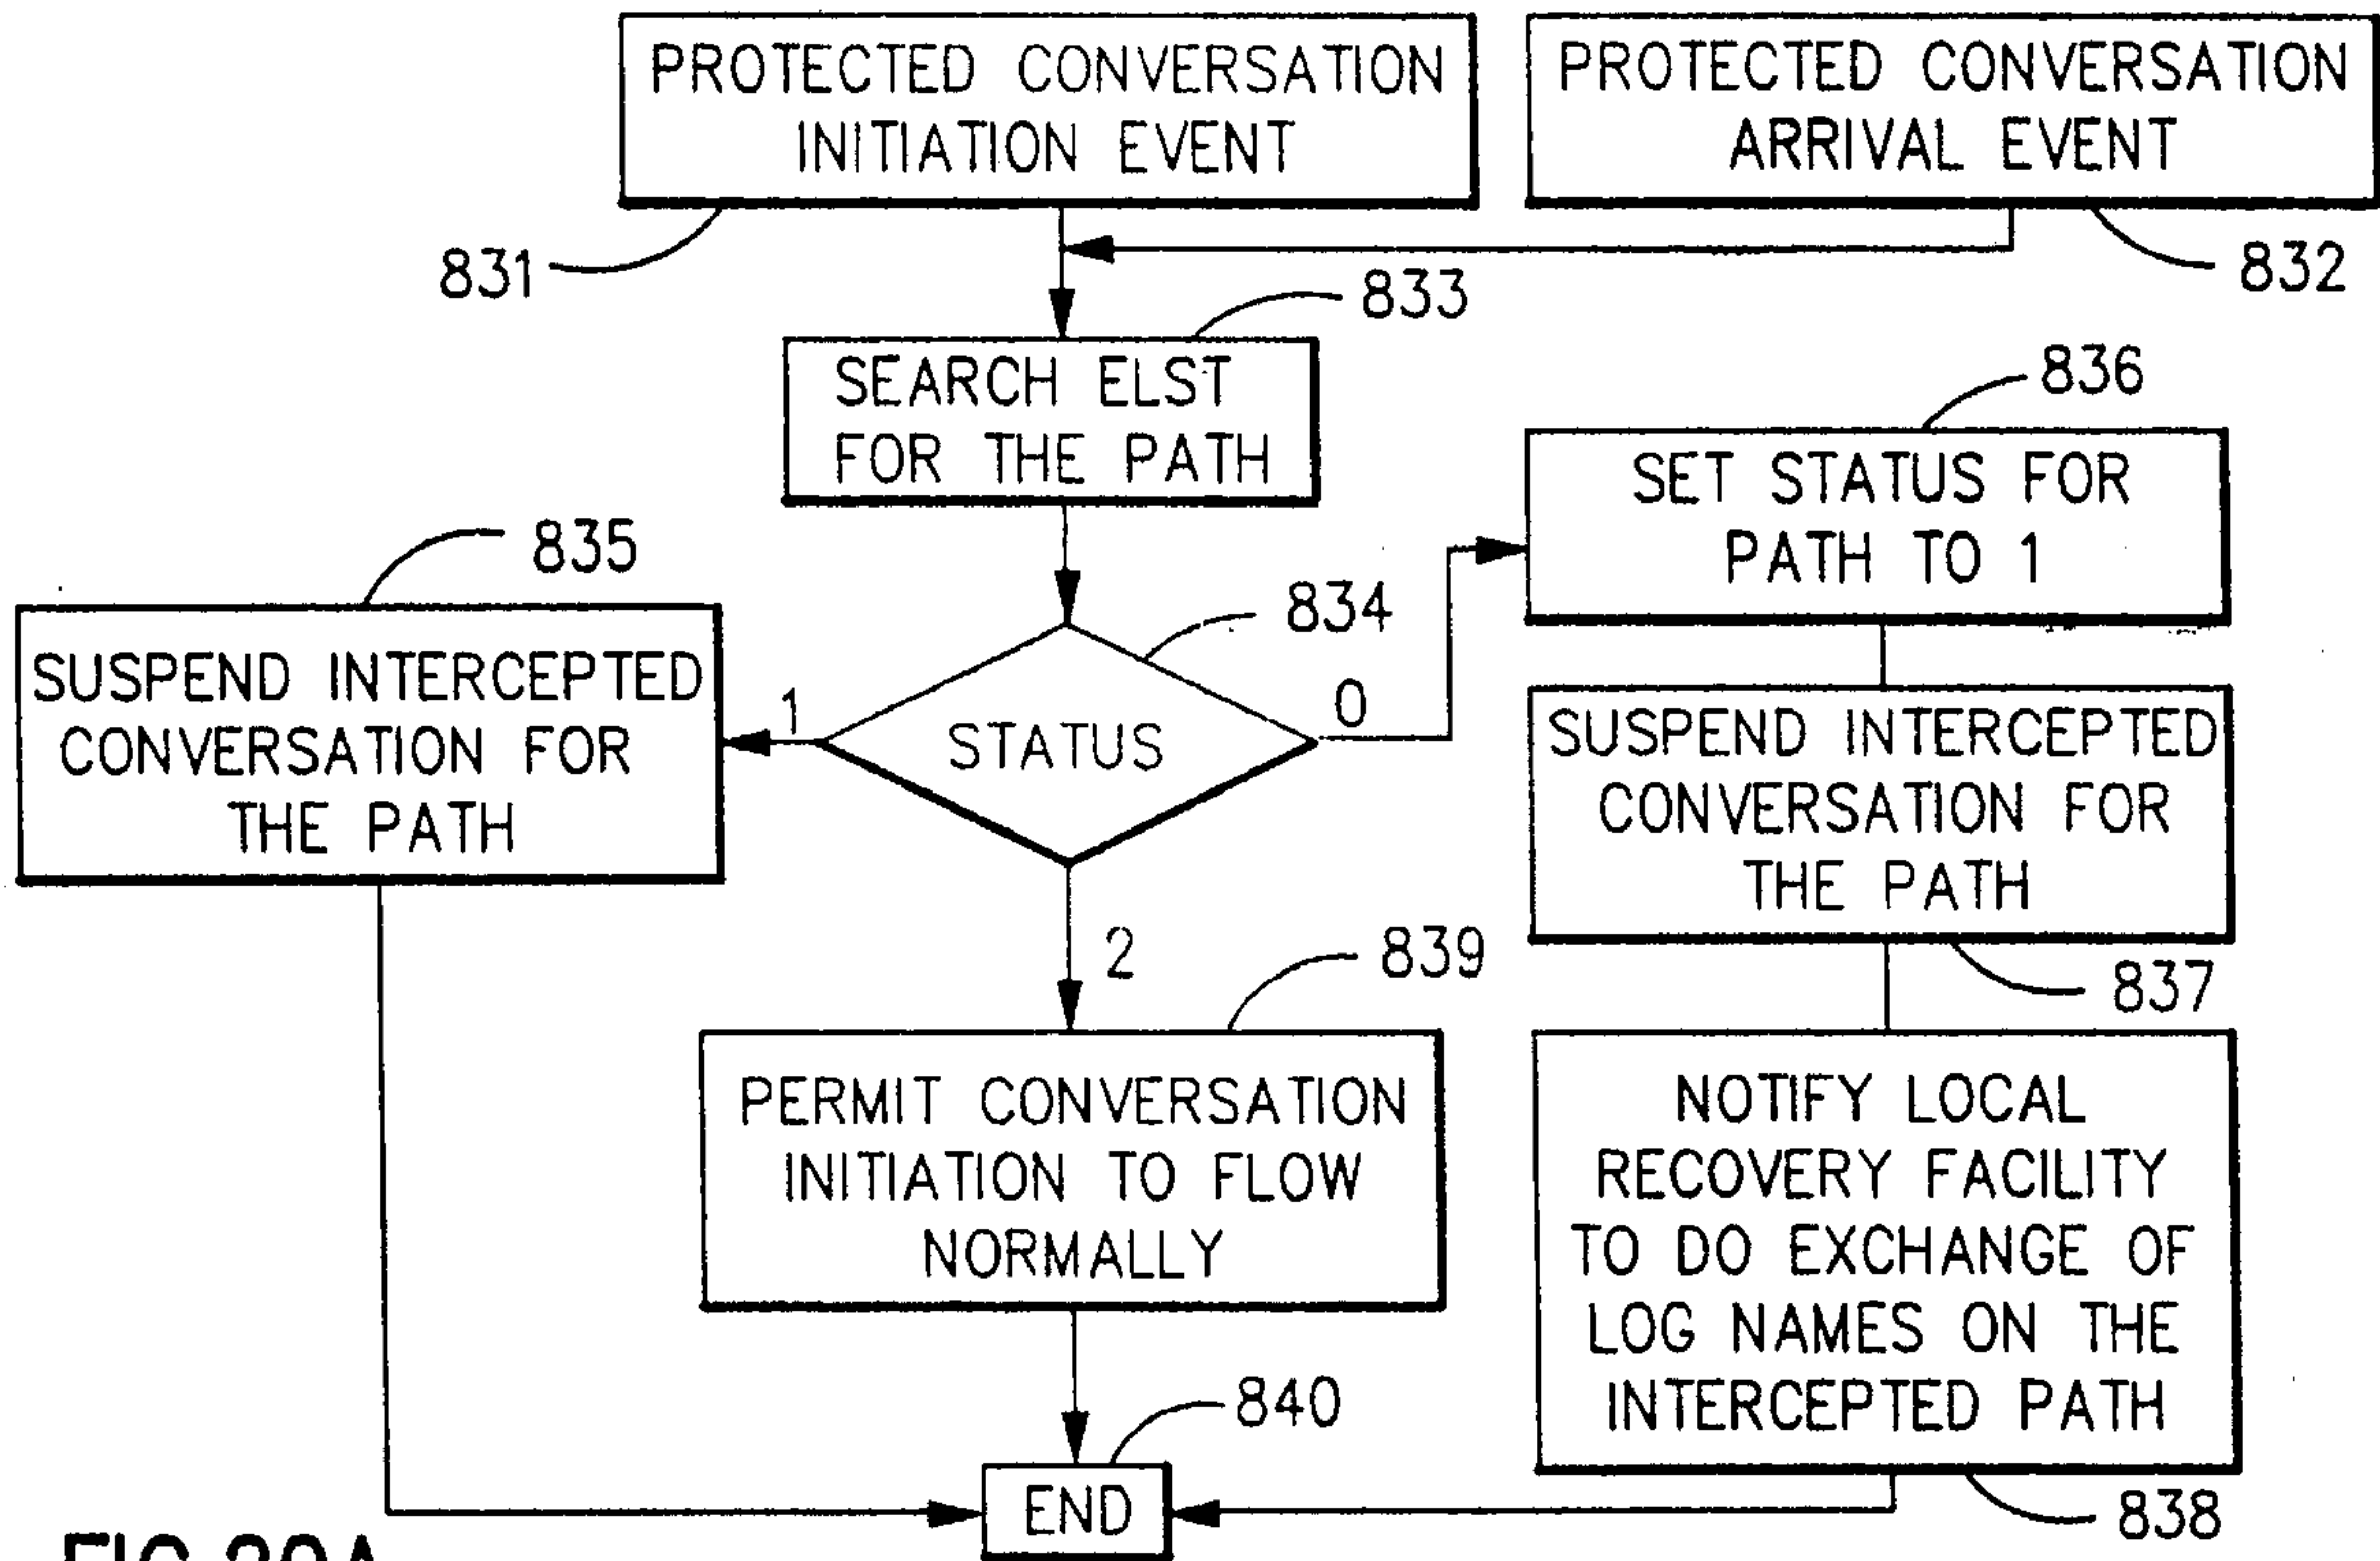 PROTECTED CONVERSATION
INITIATION EVENT
PROTECTED CONVERSATION
ARRIVAL EVENT
831
832
833
SEARCH ELST
FOR THE PATH
836
SET STATUS FOR
PATH TO 1
835
834
SUSPEND INTERCEPTED
CONVERSATION FOR
THE PATH
1
STATUS
0
SUSPEND INTERCEPTED
CONVERSATION FOR
THE PATH
2
839
837
PERMIT CONVERSATION
INITIATION TO FLOW
NORMALLY
NOTIFY LOCAL
RECOVERY FACILITY
TO DO EXCHANGE OF
LOG NAMES ON THE
INTERCEPTED PATH
840
END
838